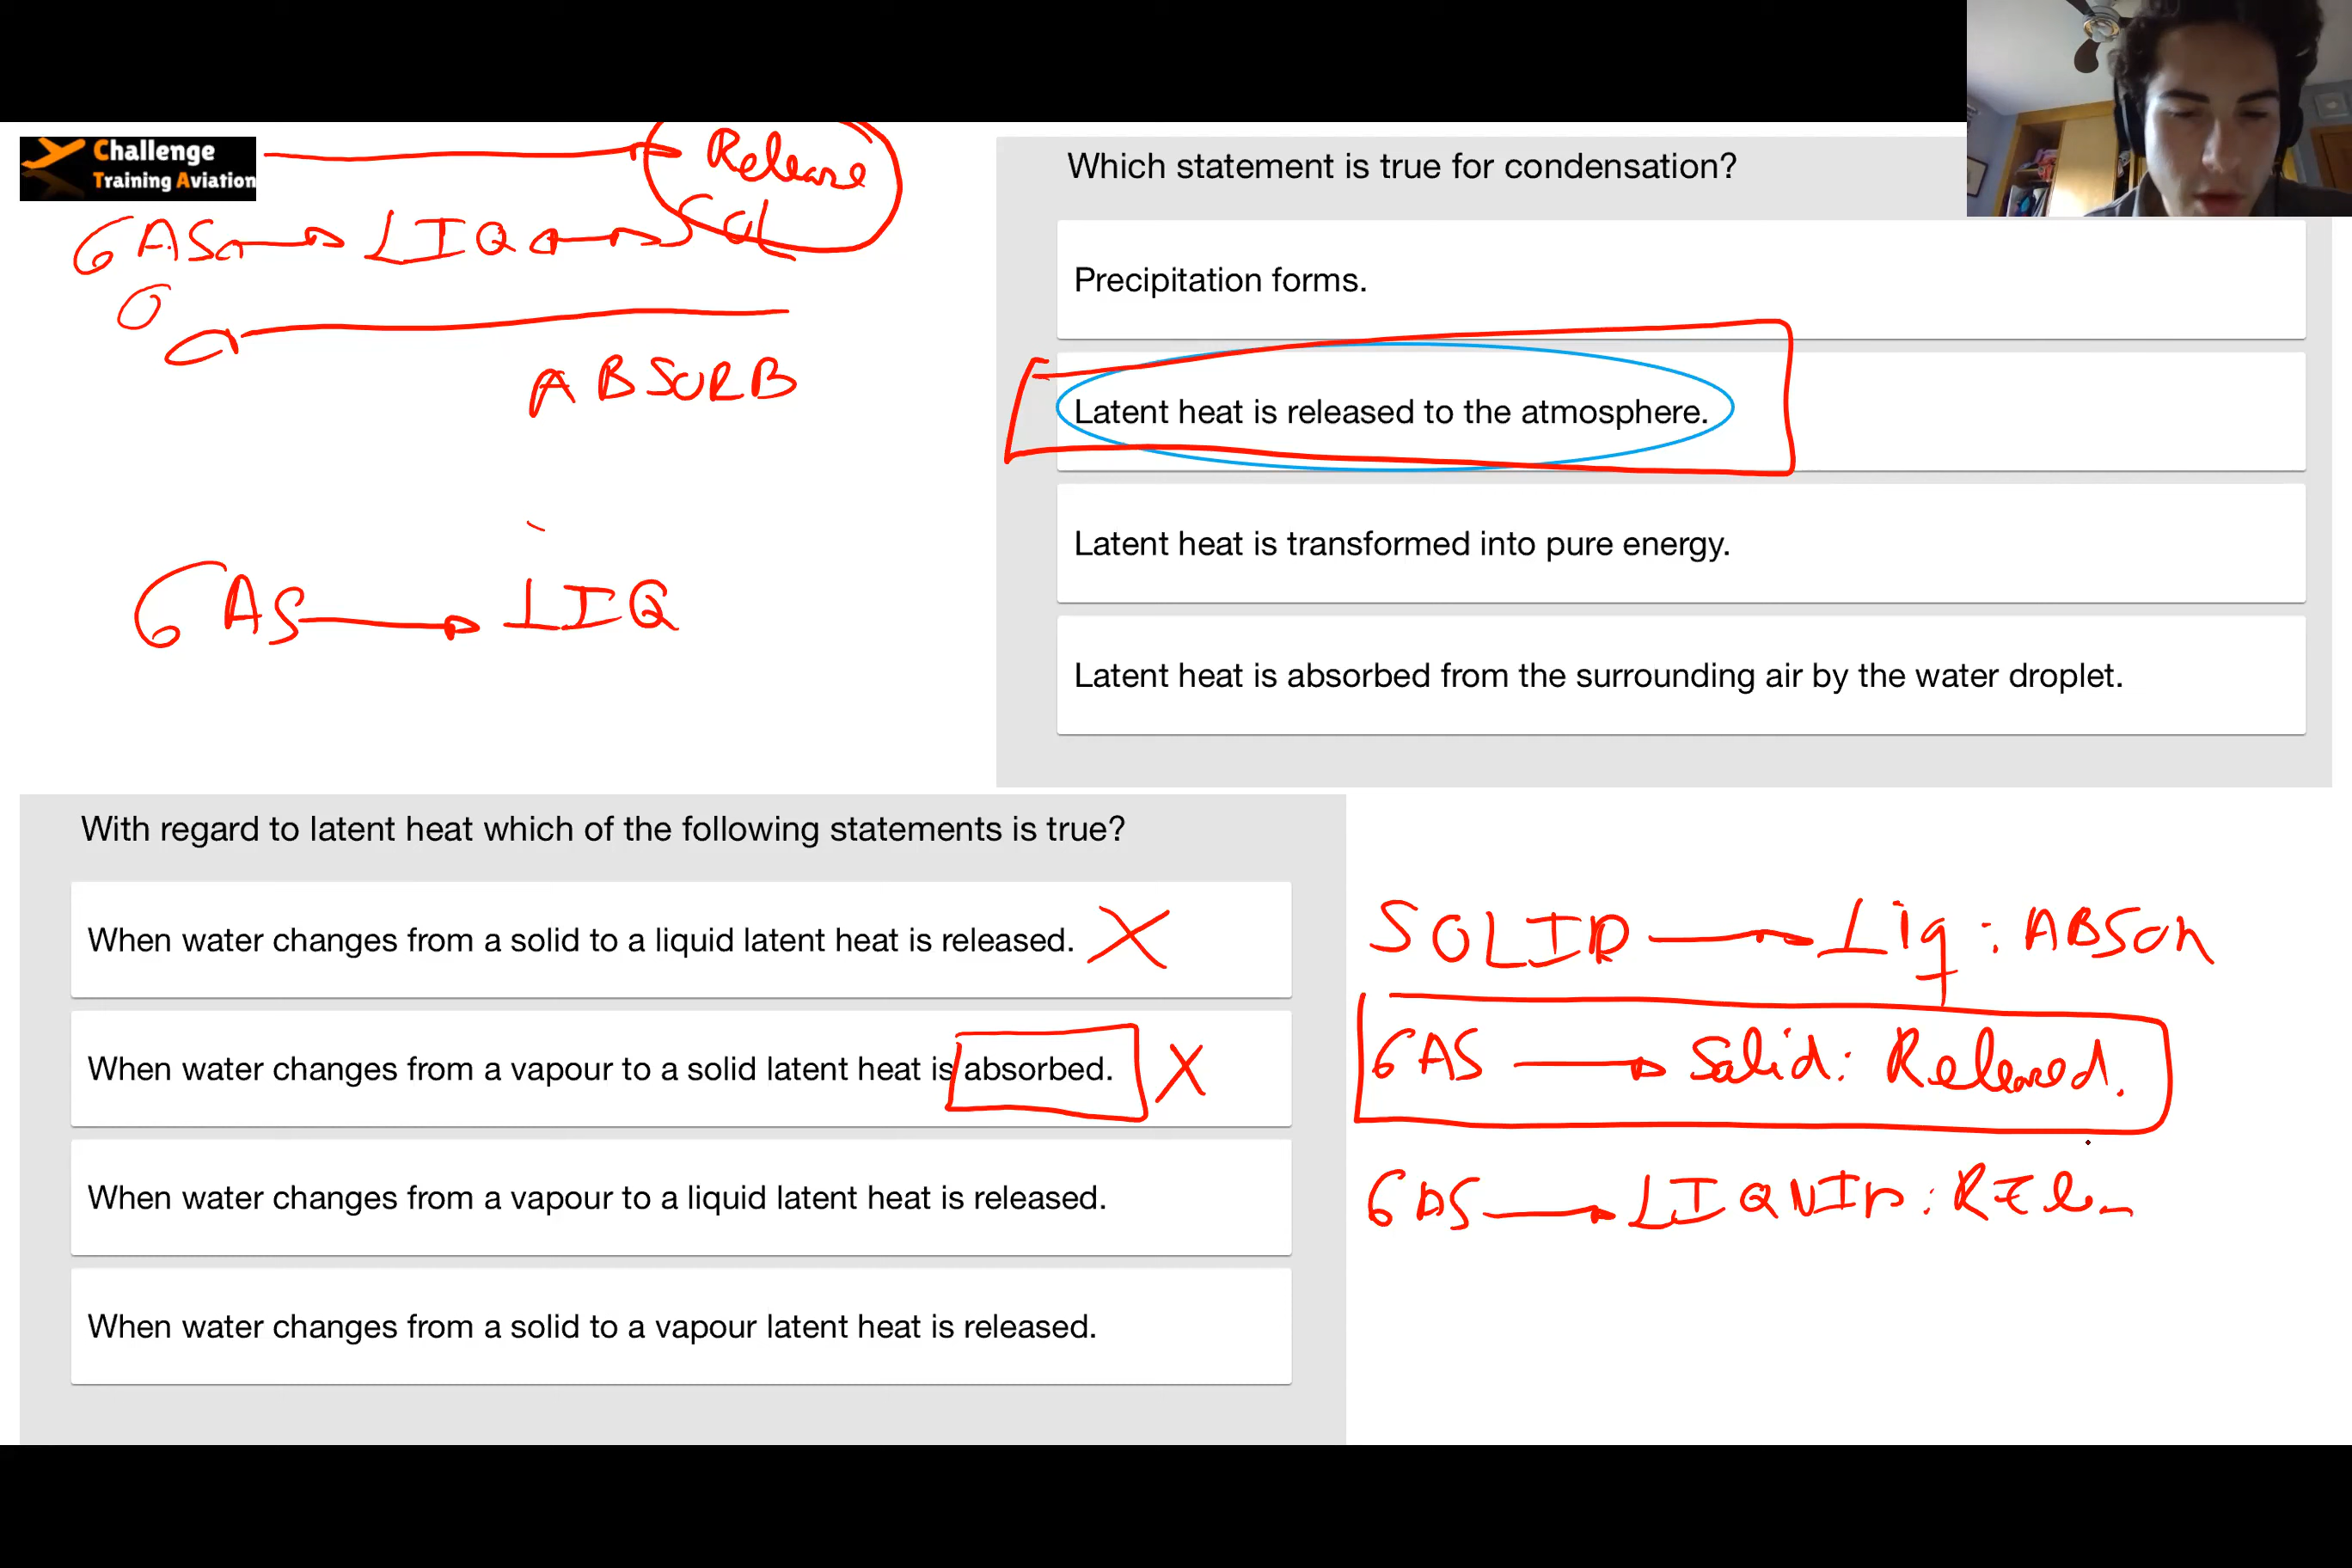 Challenge
Training Aviation
Release
GAS LIQ Sol
ABSORB
GAS LIQ
Which statement is true for condensation?
Precipitation forms.
Latent heat is released to the atmosphere.
Latent heat is transformed into pure energy.
Latent heat is absorbed from the surrounding air by the water droplet.
With regard to latent heat which of the following statements is true?
When water changes from a solid to a liquid latent heat is released. X
When water changes from a vapour to a solid latent heat is absorbed. X
When water changes from a vapour to a liquid latent heat is released.
When water changes from a solid to a vapour latent heat is released.
SOLID Liq:
GAS Solid: Released.
GAS LIQUID: